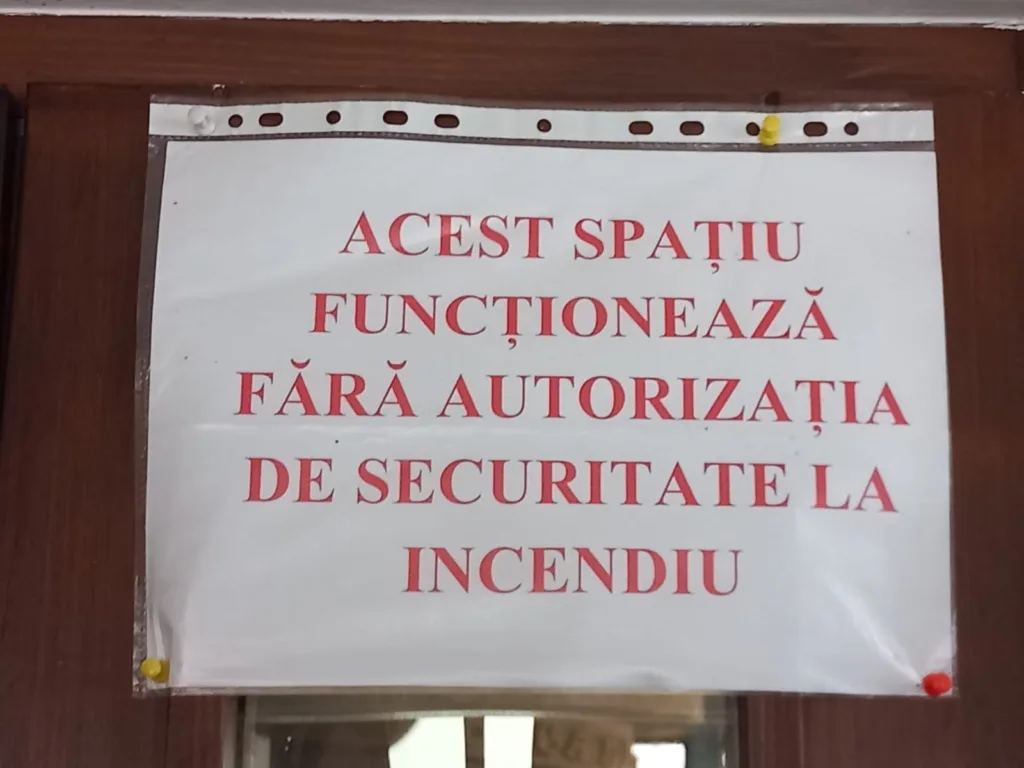 ACEST SPAȚIU
FUNCȚIONEAZĂ
FĂRĂ AUTORIZAȚIA
DE SECURITATE LA
INCENDIU